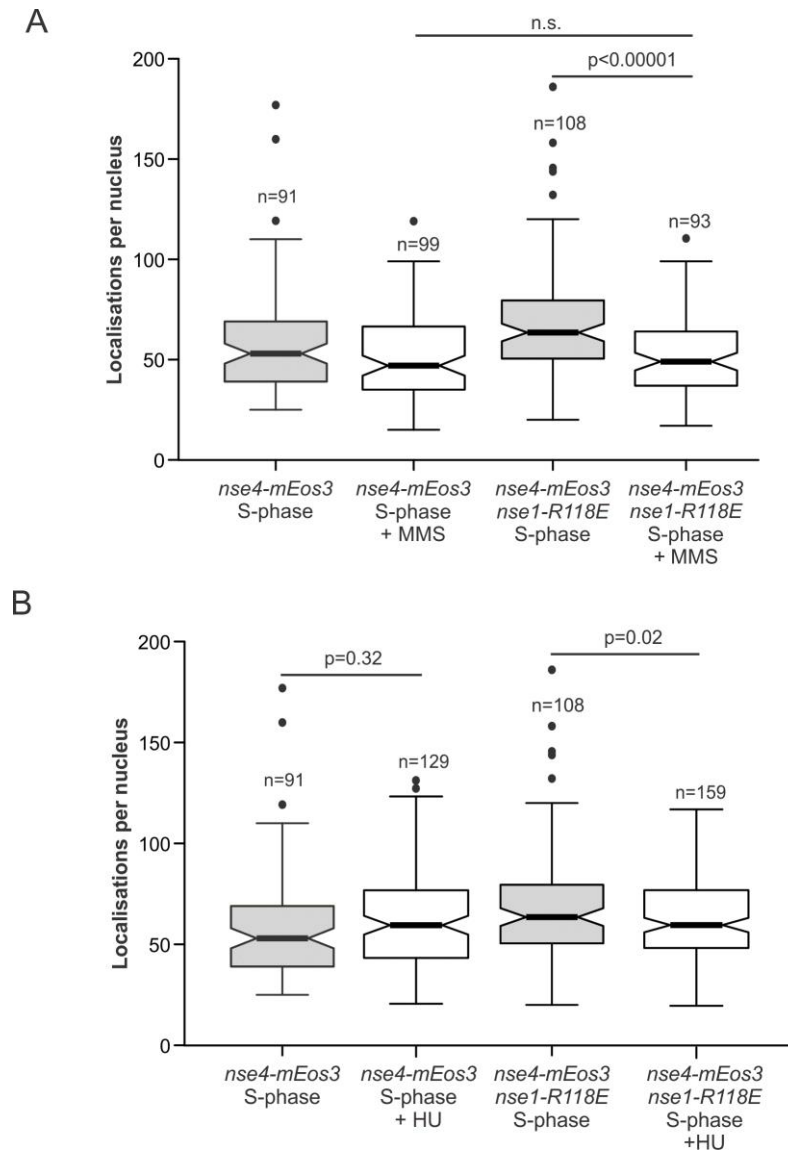 A
n.s.
p<0.00001
Localisations per nucleus
200
150
100
50
0
n=91
n=99
n=108
n=93
nse4-mEos3
S-phase
nse4-mEos3
S-phase
+ MMS
nse4-mEos3
nse1-R118E
S-phase
nse4-mEos3
nse1-R118E
S-phase
+ MMS
B
p=0.32
p=0.02
Localisations per nucleus
200
150
100
50
0
n=91
n=129
n=108
n=159
nse4-mEos3
S-phase
nse4-mEos3
S-phase
+ HU
nse4-mEos3
nse1-R118E
S-phase
nse4-mEos3
nse1-R118E
S-phase
+HU